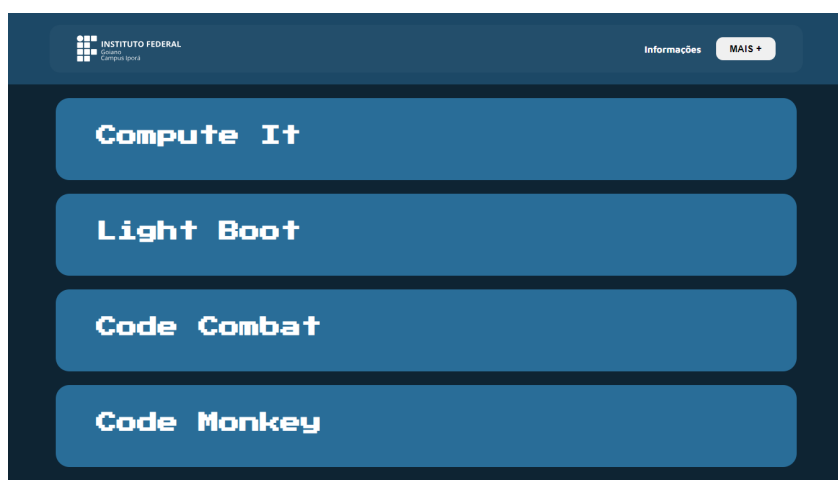 INSTITUTO FEDERAL
Goiano
Campus Iporá
Informações
MAIS +
Compute It
Light Boot
Code Combat
Code Monkey